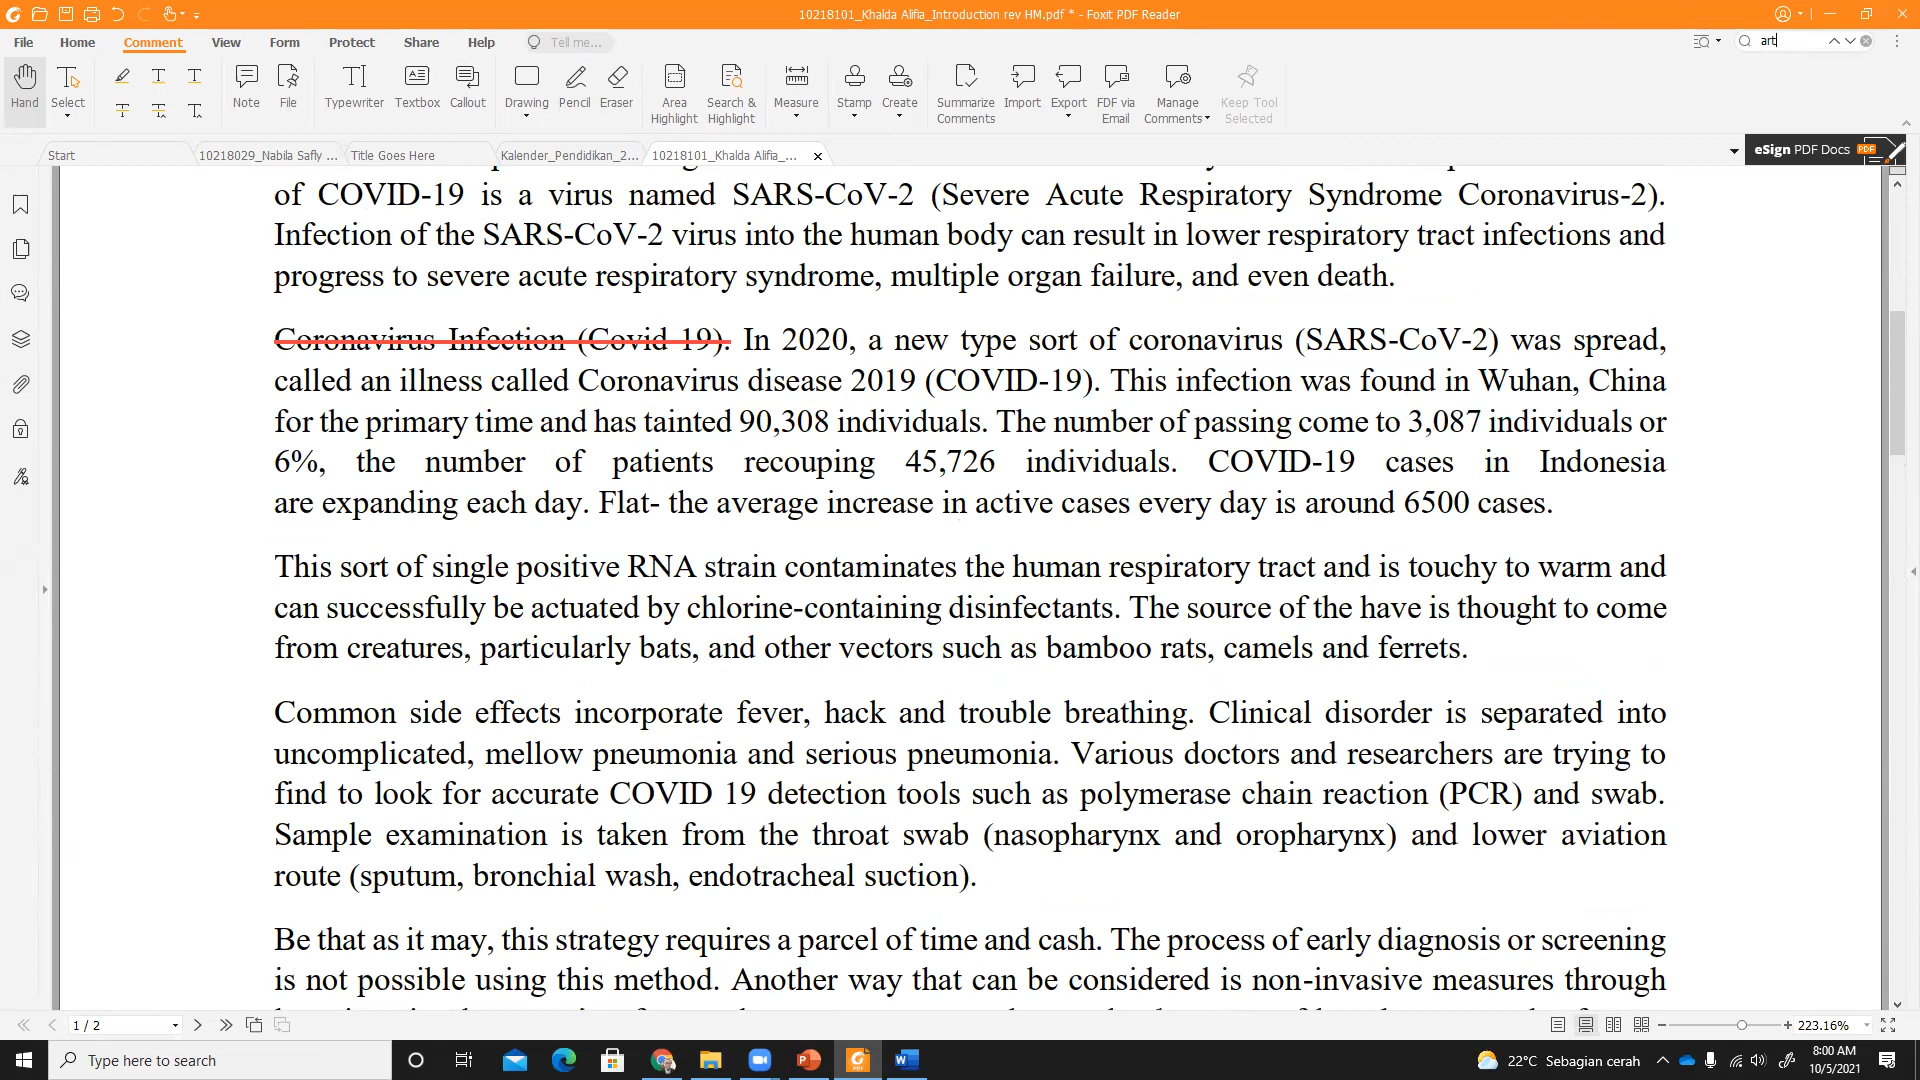 10218101_Khalda Alifia_Introduction rev HM.pdf * - Foxit PDF Reader
File Home Comment View Form Protect Share Help Tell me... art
Hand Select Note File Typewriter Textbox Callout Drawing Pencil Eraser Area Highlight Search & Highlight Measure Stamp Create Summarize Comments Import Export FDF via Email Manage Comments Keep Tool Selected
Start 10218029_Nabila Safly ... Title Goes Here Kalender_Pendidikan_2... 10218101_Khalda Alifia_... eSign PDF Docs PDF
of COVID-19 is a virus named SARS-CoV-2 (Severe Acute Respiratory Syndrome Coronavirus-2).
Infection of the SARS-CoV-2 virus into the human body can result in lower respiratory tract infections and
progress to severe acute respiratory syndrome, multiple organ failure, and even death.
Coronavirus Infection (Covid 19). In 2020, a new type sort of coronavirus (SARS-CoV-2) was spread,
called an illness called Coronavirus disease 2019 (COVID-19). This infection was found in Wuhan, China
for the primary time and has tainted 90,308 individuals. The number of passing come to 3,087 individuals or
6%, the number of patients recouping 45,726 individuals. COVID-19 cases in Indonesia
are expanding each day. Flat- the average increase in active cases every day is around 6500 cases.
This sort of single positive RNA strain contaminates the human respiratory tract and is touchy to warm and
can successfully be actuated by chlorine-containing disinfectants. The source of the have is thought to come
from creatures, particularly bats, and other vectors such as bamboo rats, camels and ferrets.
Common side effects incorporate fever, hack and trouble breathing. Clinical disorder is separated into
uncomplicated, mellow pneumonia and serious pneumonia. Various doctors and researchers are trying to
find to look for accurate COVID 19 detection tools such as polymerase chain reaction (PCR) and swab.
Sample examination is taken from the throat swab (nasopharynx and oropharynx) and lower aviation
route (sputum, bronchial wash, endotracheal suction).
Be that as it may, this strategy requires a parcel of time and cash. The process of early diagnosis or screening
is not possible using this method. Another way that can be considered is non-invasive measures through
1 / 2 223.16%
Type here to search 22°C Sebagian cerah 8:00 AM
10/5/2021